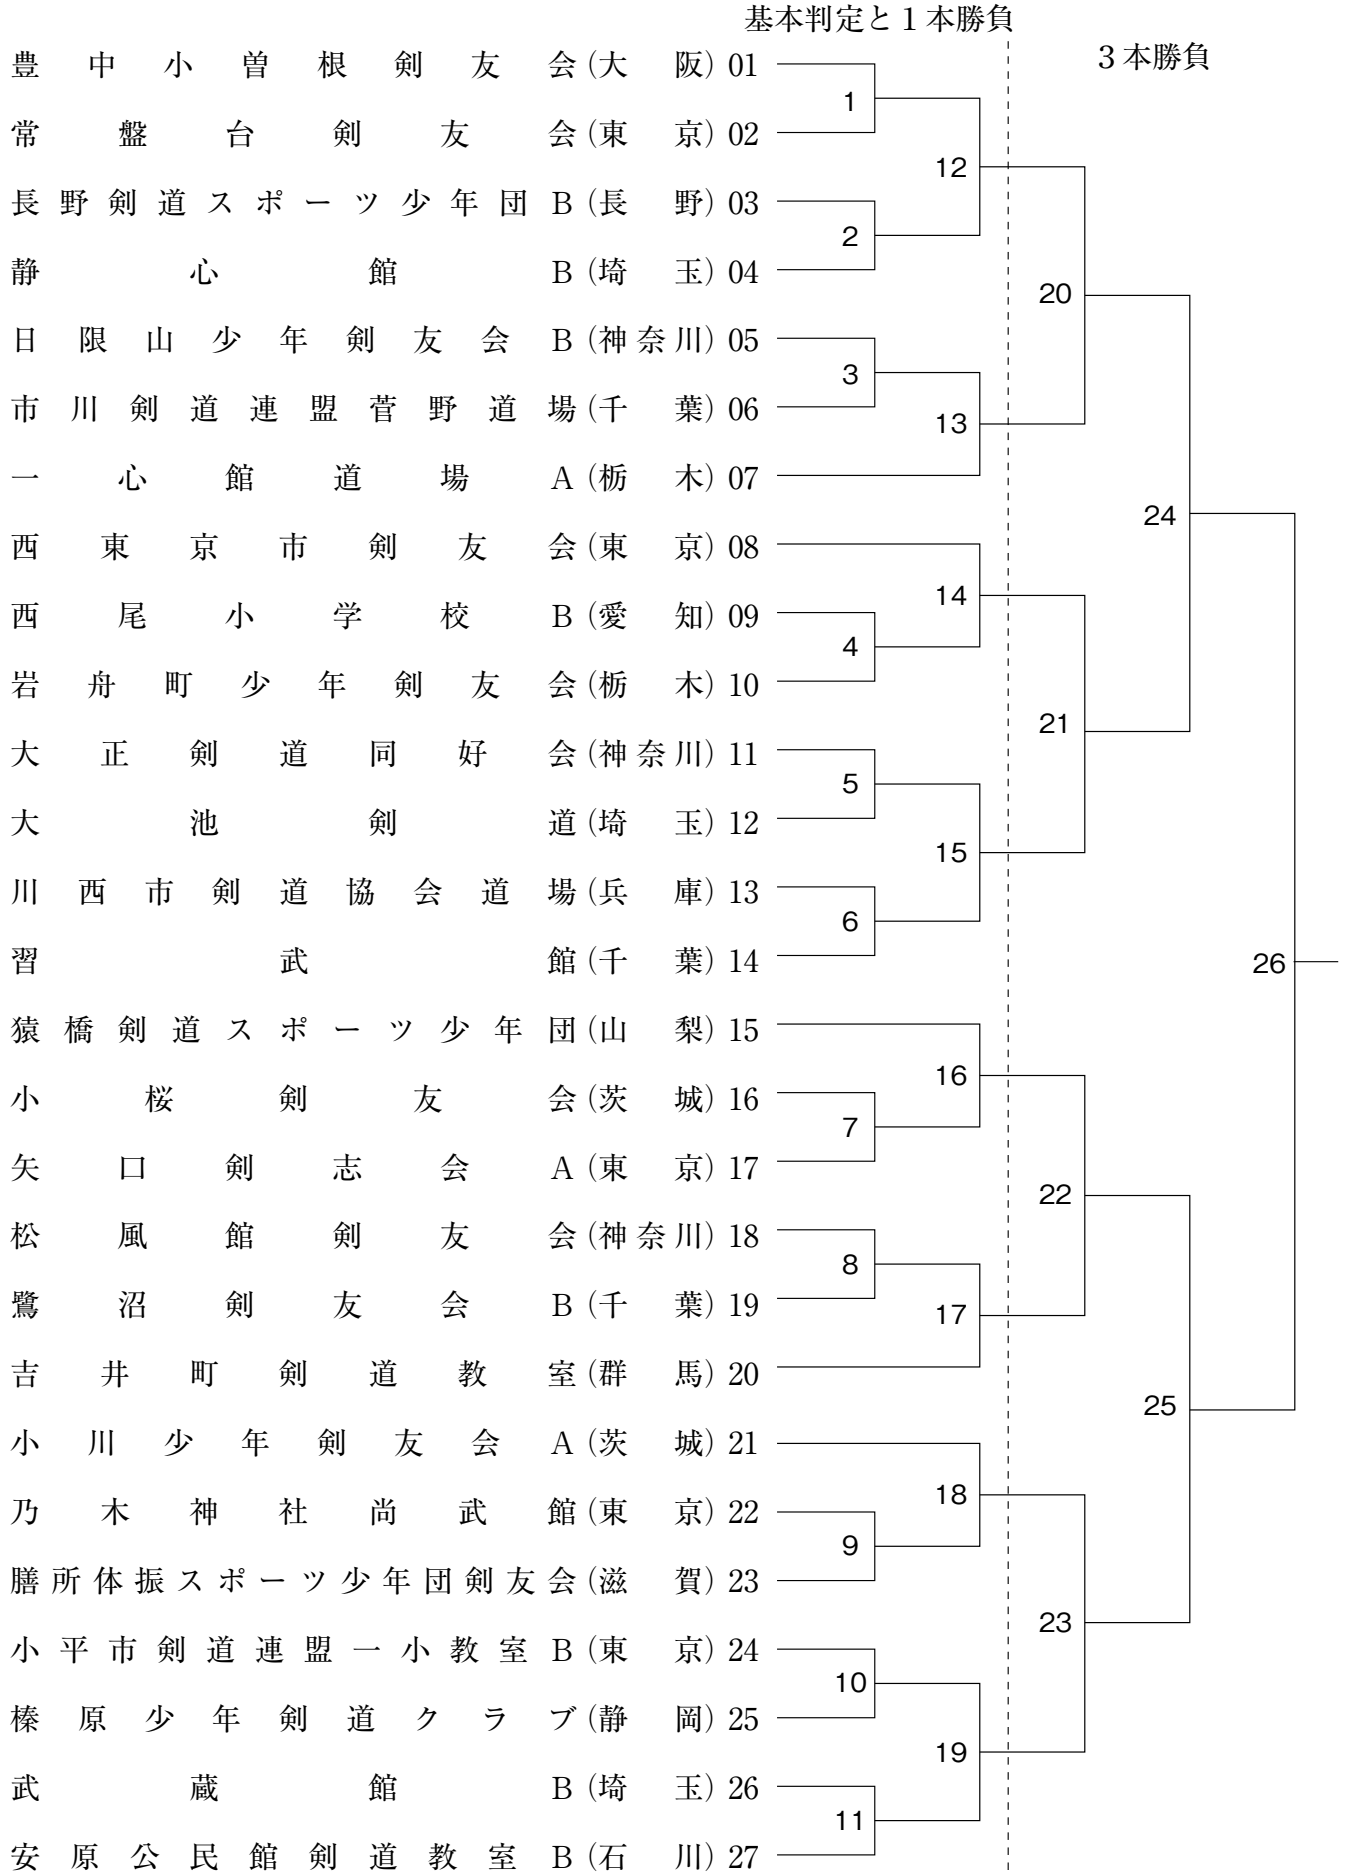 基本判定と1本勝負
3本勝負
豊中小曽根剣友会(大阪)01
常盤台剣友会(東京)02
長野剣道スポーツ少年団B(長野)03
静心館B(埼玉)04
日限山少年剣友会B(神奈川)05
市川剣道連盟菅野道場(千葉)06
一心館道場A(栃木)07
西東京市剣友会(東京)08
西尾小学校B(愛知)09
岩舟町少年剣友会(栃木)10
大正剣道同好会(神奈川)11
大池剣道(埼玉)12
川西市剣道協会道場(兵庫)13
習武館(千葉)14
猿橋剣道スポーツ少年団(山梨)15
小桜剣友会(茨城)16
矢口剣志会A(東京)17
松風館剣友会(神奈川)18
鷺沼剣友会B(千葉)19
吉井町剣道教室(群馬)20
小川少年剣友会A(茨城)21
乃木神社尚武館(東京)22
膳所体振スポーツ少年団剣友会(滋賀)23
小平市剣道連盟一小教室B(東京)24
榛原少年剣道クラブ(静岡)25
武蔵館B(埼玉)26
安原公民館剣道教室B(石川)27
1
2
3
4
5
6
7
8
9
10
11
12
13
14
15
16
17
18
19
20
21
22
23
24
25
26